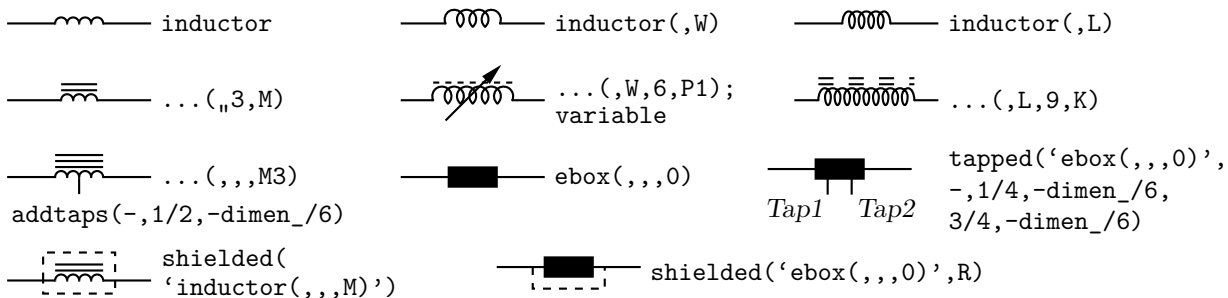 inductor
inductor(,W)
inductor(,L)
...(„3,M)
...(,W,6,P1);
variable
...(,L,9,K)
...(,,,M3)
addtaps(-,1/2,-dimen_/6)
ebox(,,,0)
Tap1 Tap2
tapped(‘ebox(,,,0)’,
-,1/4,-dimen_/6,
3/4,-dimen_/6)
shielded(
‘inductor(,,,M)’)
shielded(‘ebox(,,,0)’,R)